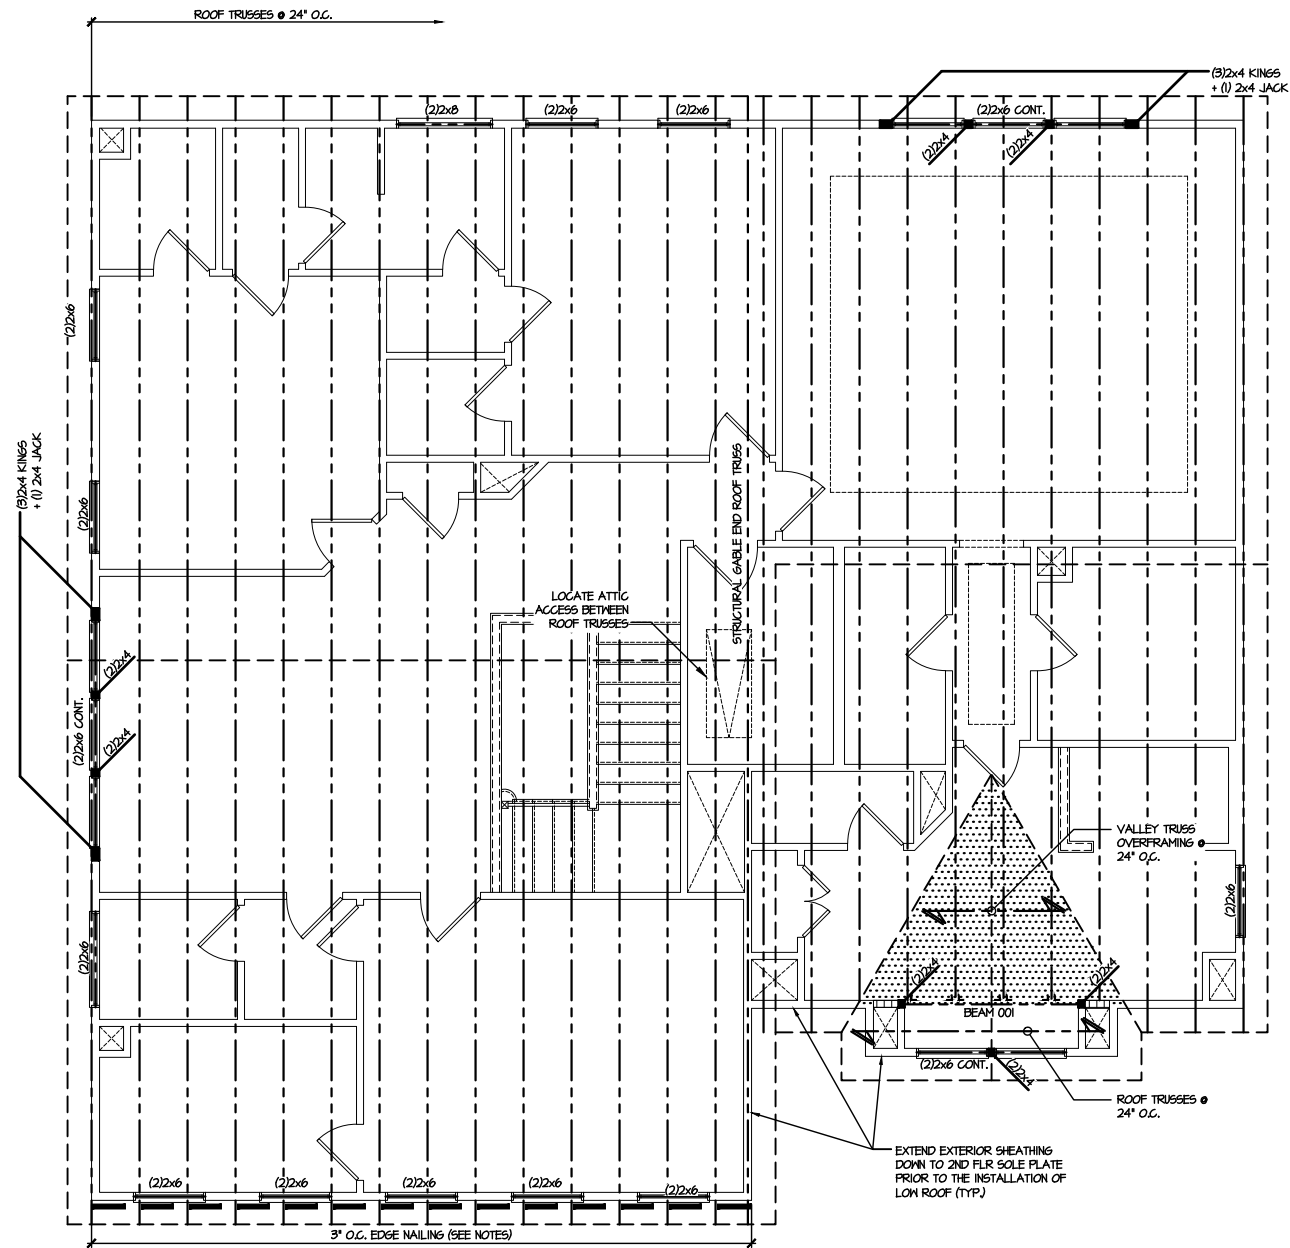 ROOF TRUSSES @ 24" O.C.
(3)2x4 KINGS
+ (1) 2x4 JACK
(2)2x8
(2)2x6
(2)2x6
(2)2x6 CONT.
(2)2x4
(2)2x4
(2)2x6
(2)2x6
(3)2x4 KINGS
+ (1) 2x4 JACK
STRUCTURAL GABLE END ROOF TRUSS
LOCATE ATTIC
ACCESS BETWEEN
ROOF TRUSSES
(2)2x4
(2)2x6 CONT.
(2)2x4
VALLEY TRUSS
OVERFRAMING @
24" O.C.
(2)2x6
(2)2x6
(2)2x4
(2)2x4
BEAM 001
(2)2x6 CONT.
(2)2x4
ROOF TRUSSES @
24" O.C.
EXTEND EXTERIOR SHEATHING
DOWN TO 2ND FLR SOLE PLATE
PRIOR TO THE INSTALLATION OF
LOW ROOF (TYP.)
(2)2x6
(2)2x6
(2)2x6
(2)2x6
(2)2x6
3" O.C. EDGE NAILING (SEE NOTES)